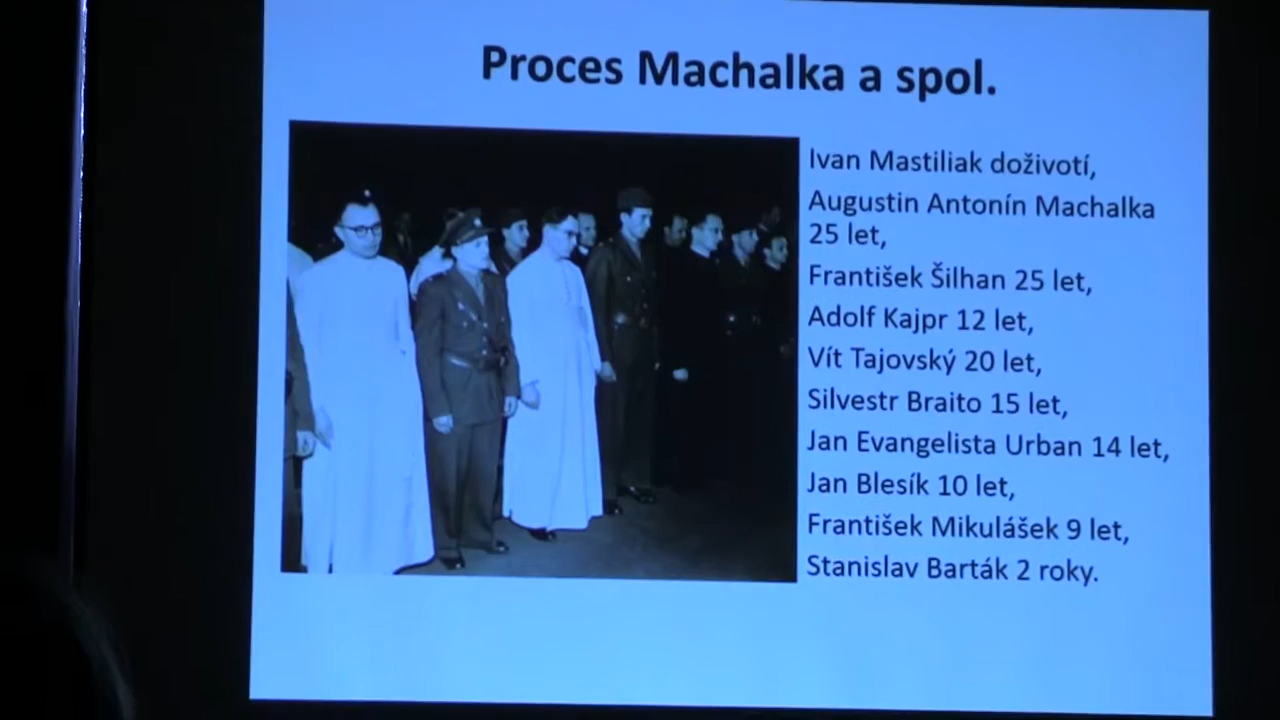 Proces Machalka a spol.
Ivan Mastiliak doživotí,
Augustin Antonín Machalka
25 let,
František Šilhan 25 let,
Adolf Kajpr 12 let,
Vít Tajovský 20 let,
Silvestr Braito 15 let,
Jan Evangelista Urban 14 let,
Jan Blesík 10 let,
František Mikulášek 9 let,
Stanislav Barták 2 roky.